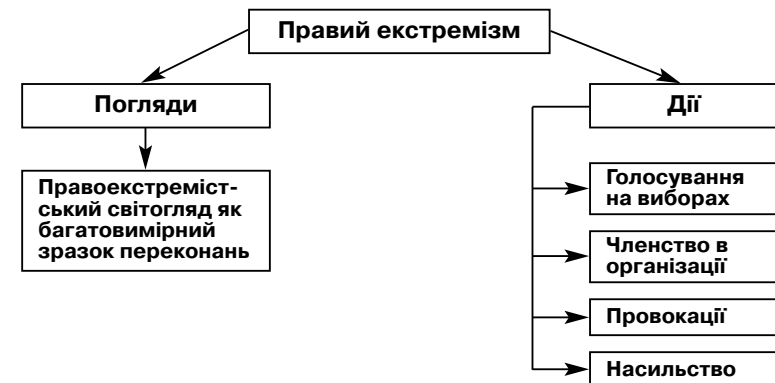 Правий екстремізм
Погляди
Дії
Правоекстреміст-
ський світогляд як
багатовимірний
зразок переконань
Голосування
на виборах
Членство в
організації
Провокації
Насильство